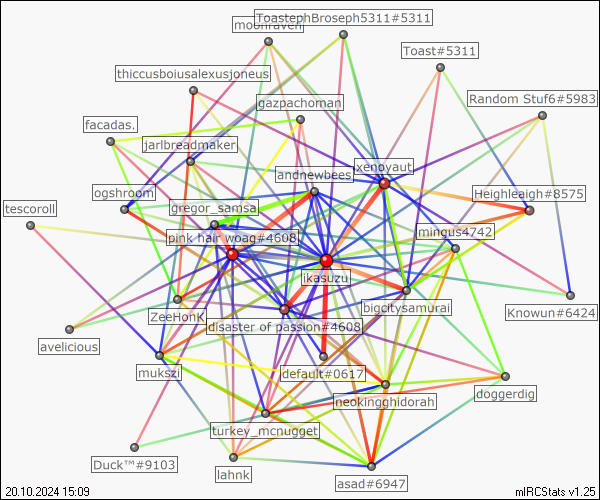 moonraven
ToastephBroseph5311#5311
Toast#5311
thiccusboiusalexusjoneus
gazpachoman
Random Stuf6#5983
facadas.
jarlbreadmaker
andnewbees
xenoyaut
ogshroom
Heighleaigh#8575
tescoroll
gregor_samsaj
mingus4742
pink hair woag#4608
ikasuzu
bigcitysamurai
Knowun#6424
ZeeHonK
disaster of passion#4608
avelicious
mukszi
default#0617
doggerdig
neokingghidorah
turkey_mcnugget
Duck™#9103
lahnk
asad#6947
20.10.2024 15:09
mIRCStats v1.25